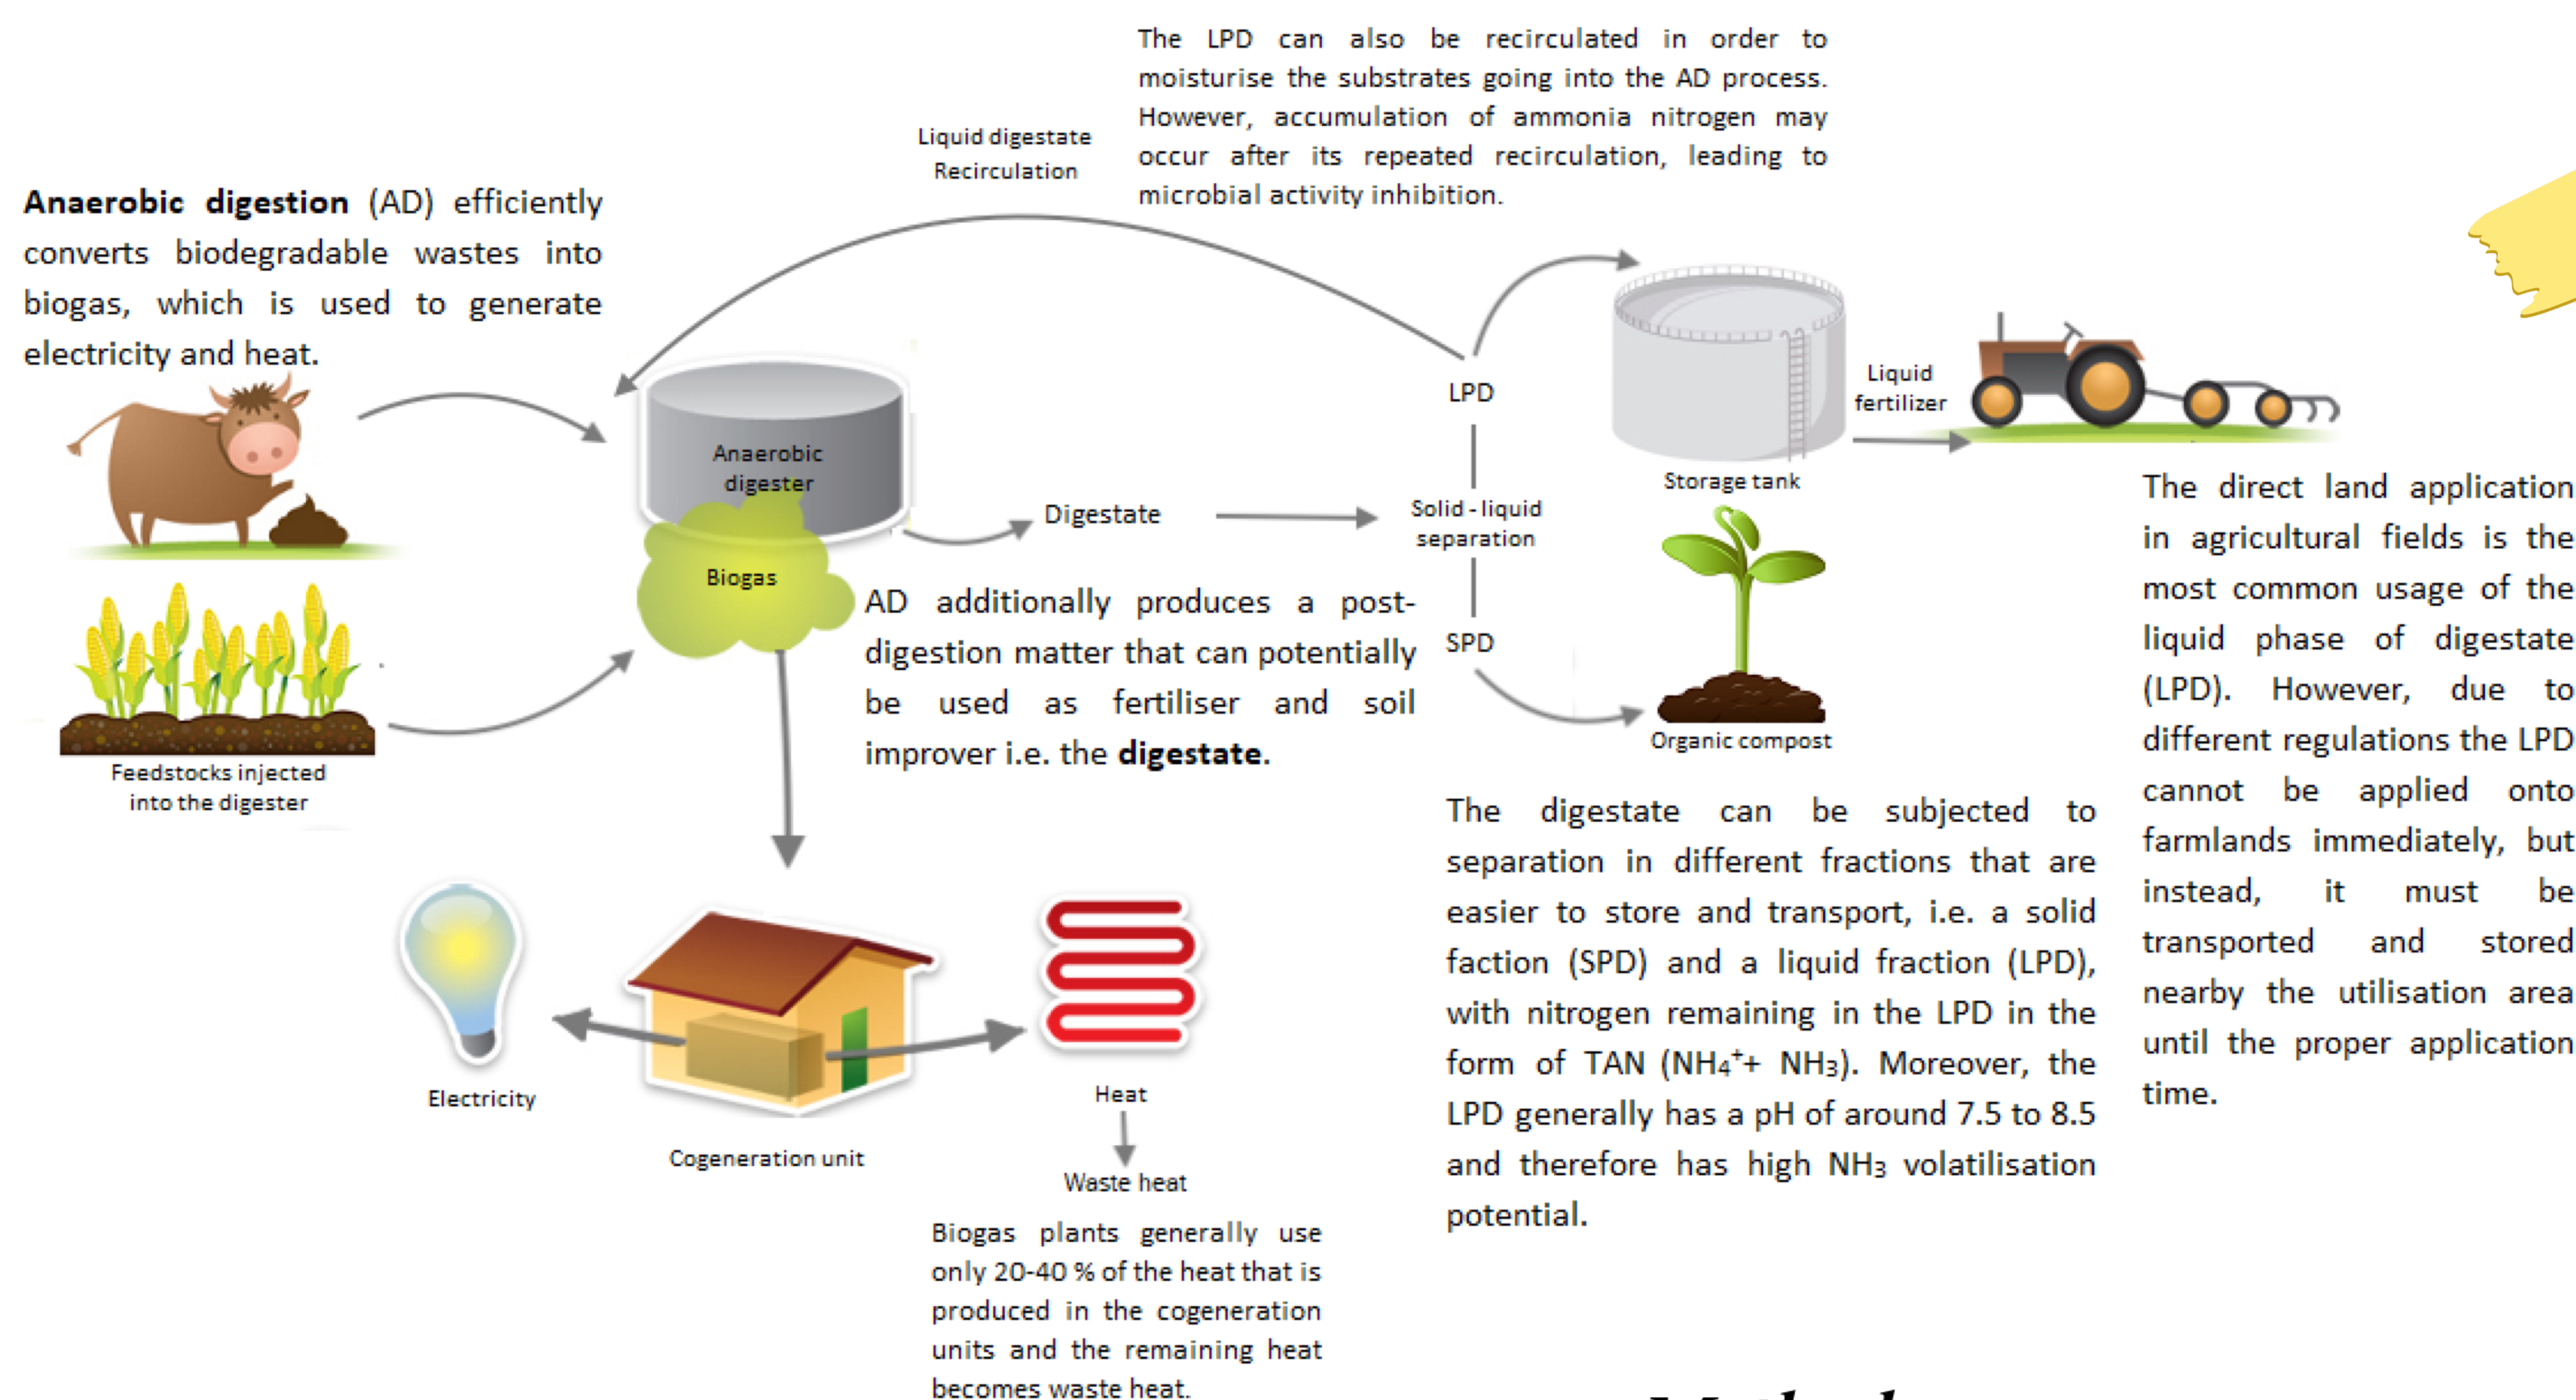 The LPD can also be recirculated in order to
moisturise the substrates going into the AD process.
However, accumulation of ammonia nitrogen may
occur after its repeated recirculation, leading to
microbial activity inhibition.
Liquid digestate
Recirculation
Anaerobic digestion (AD) efficiently
converts biodegradable wastes into
biogas, which is used to generate
electricity and heat.
Anaerobic
digester
Biogas
Digestate
LPD
Solid - liquid
separation
SPD
Storage tank
Liquid
fertilizer
Organic compost
Feedstocks injected
into the digester
AD additionally produces a post-
digestion matter that can potentially
be used as fertiliser and soil
improver i.e. the digestate.
The direct land application
in agricultural fields is the
most common usage of the
liquid phase of digestate
(LPD). However, due to
different regulations the LPD
cannot be applied onto
farmlands immediately, but
instead, it must be
transported and stored
nearby the utilisation area
until the proper application
time.
The digestate can be subjected to
separation in different fractions that are
easier to store and transport, i.e. a solid
faction (SPD) and a liquid fraction (LPD),
with nitrogen remaining in the LPD in the
form of TAN (NH₄⁺+ NH₃). Moreover, the
LPD generally has a pH of around 7.5 to 8.5
and therefore has high NH₃ volatilisation
potential.
Electricity
Cogeneration unit
Heat
Waste heat
Biogas plants generally use
only 20-40 % of the heat that is
produced in the cogeneration
units and the remaining heat
becomes waste heat.